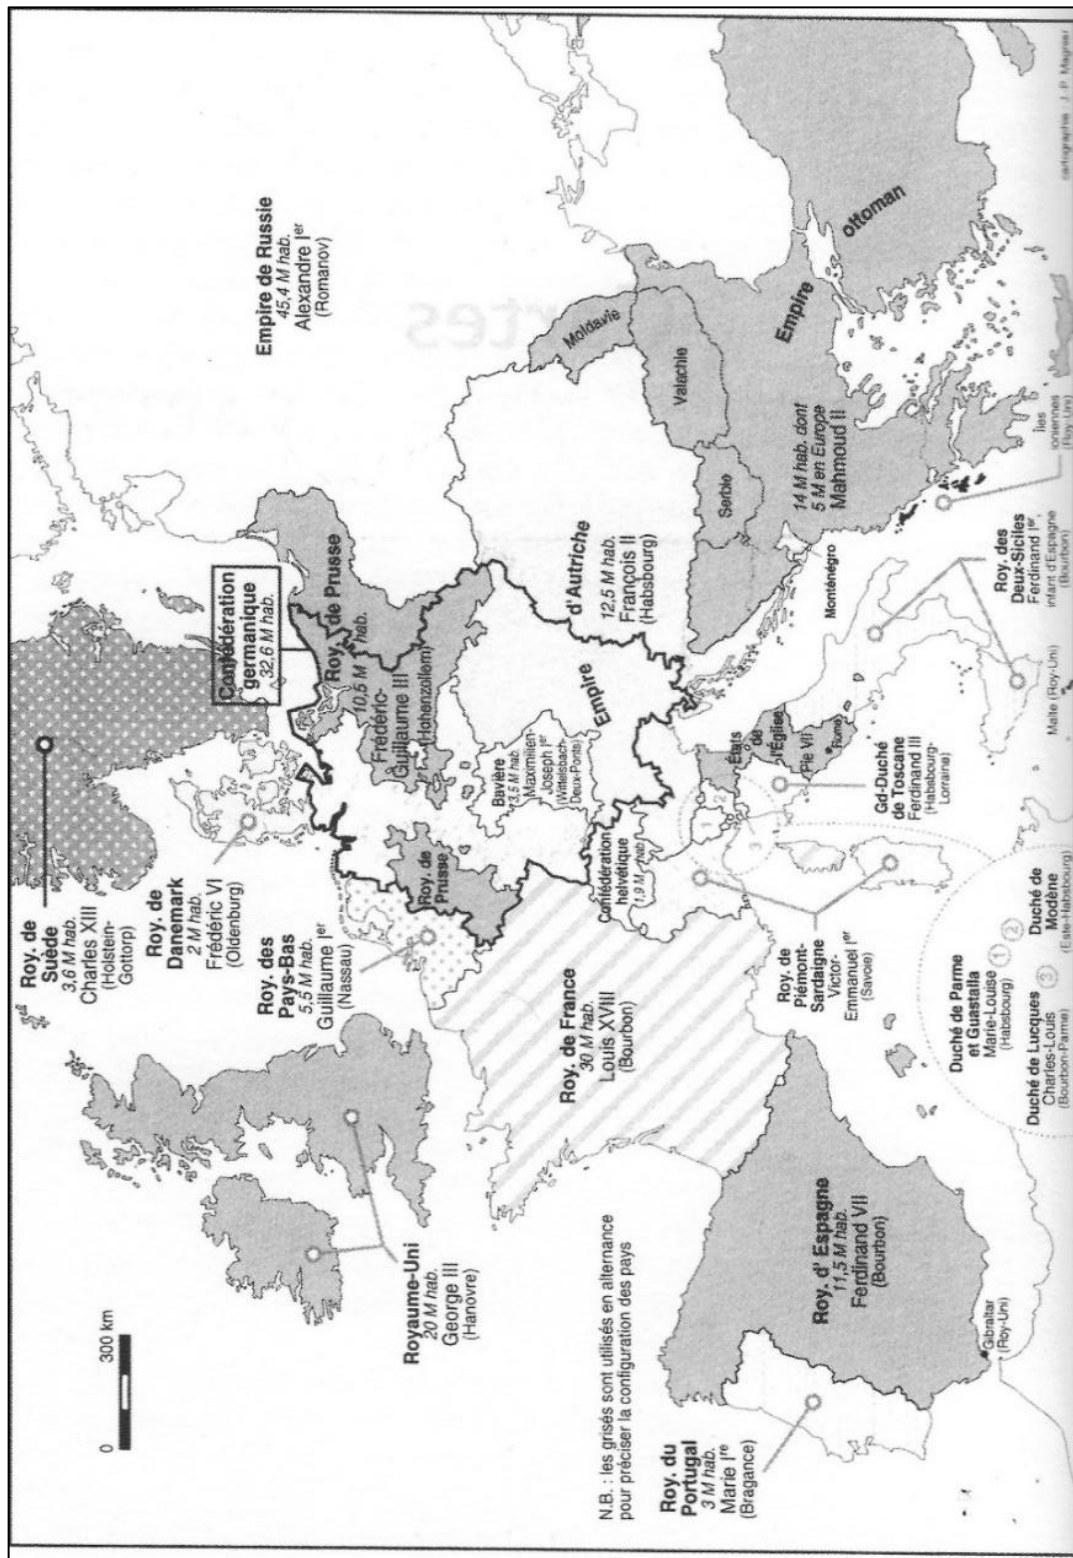 Roy. de
Suède
3,6 M hab.
Charles XIII
(Holstein-
Gottorp)
Roy. de
Danemark
2 M hab.
Frédéric VI
(Oldenburg)
Roy. des
Pays-Bas
5,5 M hab.
Guillaume Ier
(Nassau)
Confédération
germanique
32,6 M hab.
Empire de Russie
45,4 M hab.
Alexandre Ier
(Romanov)
300 km
0
Royaume-Uni
20 M hab.
George III
(Hanovre)
Roy. de
Prusse
Roy. de Prusse
10,5 M hab.
Frédéric-
Guillaume III
(Hohenzollern)
Bavière
3,5 M hab.
Maximilien-
Joseph Ier
(Wittelsbach-
Deux-Ponts)
Empire
d'Autriche
12,5 M hab.
François II
(Habsbourg)
Moldavie
Valachie
Serbie
Monténégro
Empire
ottoman
14 M hab. dont
5 M en Europe
Mahmoud II
Roy. de France
30 M hab.
Louis XVIII
(Bourbon)
Confédération
helvétique
1,9 M hab.
N.B. : les grisés sont utilisés en alternance
pour préciser la configuration des pays
Roy. du
Portugal
3 M hab.
Marie Ire
(Bragance)
Roy. d'Espagne
11,5 M hab.
Ferdinand VII
(Bourbon)
Gibraltar
(Roy-Uni)
Roy. de
Piémont-
Sardaigne
Victor-
Emmanuel Ier
(Savoie)
États
de
l'Église
Pie VII
Rome
Gd-Duché
de Toscane
Ferdinand III
(Habsbourg-
Lorraine)
1
2
3
Duché de Parme
et Guastalla
Marie-Louise
(Habsbourg)
1
2
Duché de
Modène
(Este-Habsbourg)
Duché de Lucques
3
Charles-Louis
(Bourbon-Parme)
Roy. des
Deux-Siciles
Ferdinand Ier,
infant d'Espagne
(Bourbon)
Malte (Roy-Uni)
Îles
ioniennes
(Roy-Uni)
cartographie : J. P. Magnier